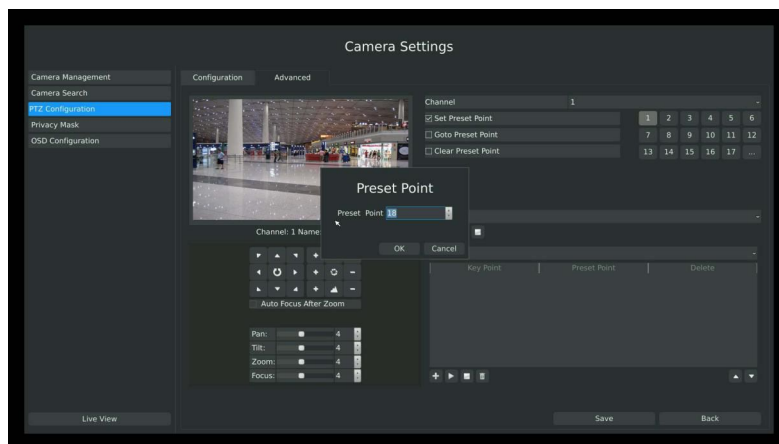 Camera Settings
Camera Management
Camera Search
PTZ Configuration
Privacy Mask
OSD Configuration
Configuration Advanced
Channel 1
Set Preset Point 1 2 3 4 5 6
Goto Preset Point 7 8 9 10 11 12
Clear Preset Point 13 14 15 16 17 ...
Preset Point
Preset Point 18
OK Cancel
Channel: 1 Name:
Auto Focus After Zoom
Pan: 4
Tilt: 4
Zoom: 4
Focus: 4
Key Point Preset Point Delete
Live View
Save Back